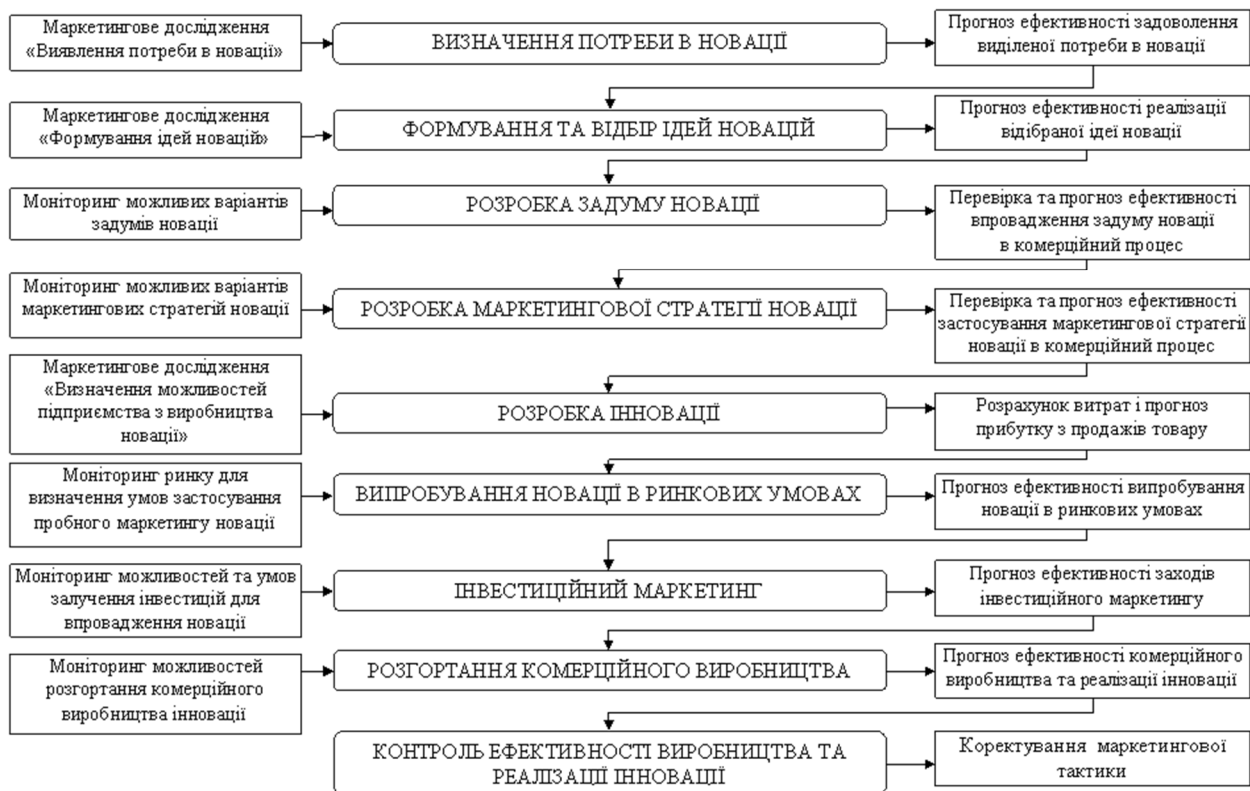 Маркетингове дослідження
«Виявлення потреби в новації»
ВИЗНАЧЕННЯ ПОТРЕБИ В НОВАЦІЇ
Прогноз ефективності задоволення
виділеної потреби в новації
Маркетингове дослідження
«Формування ідей новацій»
ФОРМУВАННЯ ТА ВІДБІР ІДЕЙ НОВАЦІЙ
Прогноз ефективності реалізації
відібраної ідеї новації
Моніторинг можливих варіантів
задумів новації
РОЗРОБКА ЗАДУМУ НОВАЦІЇ
Перевірка та прогноз ефективності
впровадження задуму новації
в комерційний процес
Моніторинг можливих варіантів
маркетингових стратегій новації
РОЗРОБКА МАРКЕТИНГОВОЇ СТРАТЕГІЇ НОВАЦІЇ
Перевірка та прогноз ефективності
застосування маркетингової стратегії
новації в комерційний процес
Маркетингове дослідження
«Визначення можливостей
підприємства з виробництва
новації»
РОЗРОБКА ІННОВАЦІЇ
Розрахунок витрат і прогноз
прибутку з продажів товару
Моніторинг ринку для
визначення умов застосування
пробного маркетингу новації
ВИПРОБУВАННЯ НОВАЦІЇ В РИНКОВИХ УМОВАХ
Прогноз ефективності випробування
новації в ринкових умовах
Моніторинг можливостей та умов
залучення інвестицій для
впровадження новації
ІНВЕСТИЦІЙНИЙ МАРКЕТИНГ
Прогноз ефективності заходів
інвестиційного маркетингу
Моніторинг можливостей
розгортання комерційного
виробництва інновації
РОЗГОРТАННЯ КОМЕРЦІЙНОГО ВИРОБНИЦТВА
Прогноз ефективності комерційного
виробництва та реалізації інновації
КОНТРОЛЬ ЕФЕКТИВНОСТІ ВИРОБНИЦТВА ТА
РЕАЛІЗАЦІЇ ІННОВАЦІЇ
Коректування маркетингової
тактики